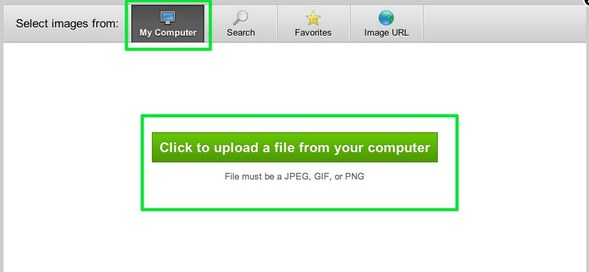 Select images from:
My Computer
Search
Favorites
Image URL
Click to upload a file from your computer
File must be a JPEG, GIF, or PNG